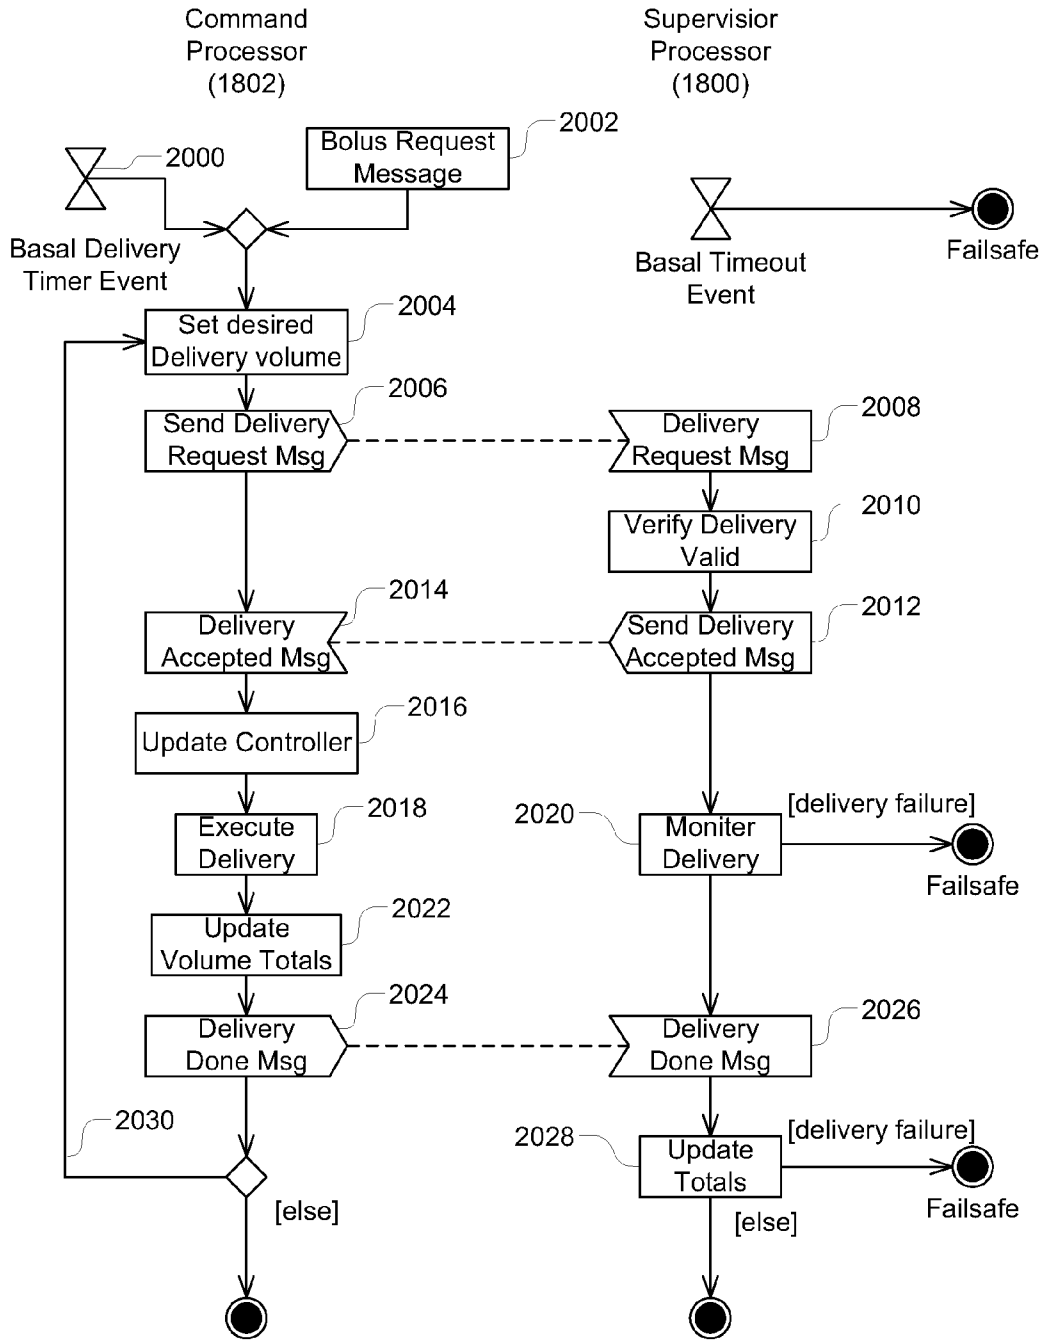 Command
Processor
(1802)
Supervisior
Processor
(1800)
2000
Bolus Request
Message
2002
Basal Delivery
Timer Event
Basal Timeout
Event
Failsafe
Set desired
Delivery volume
2004
Send Delivery
Request Msg
2006
Delivery
Request Msg
2008
Verify Delivery
Valid
2010
Delivery
Accepted Msg
2014
Send Delivery
Accepted Msg
2012
Update Controller
2016
Execute
Delivery
2018
2020
Moniter
Delivery
[delivery failure]
Failsafe
Update
Volume Totals
2022
Delivery
Done Msg
2024
Delivery
Done Msg
2026
2030
2028
Update
Totals
[delivery failure]
Failsafe
[else]
[else]